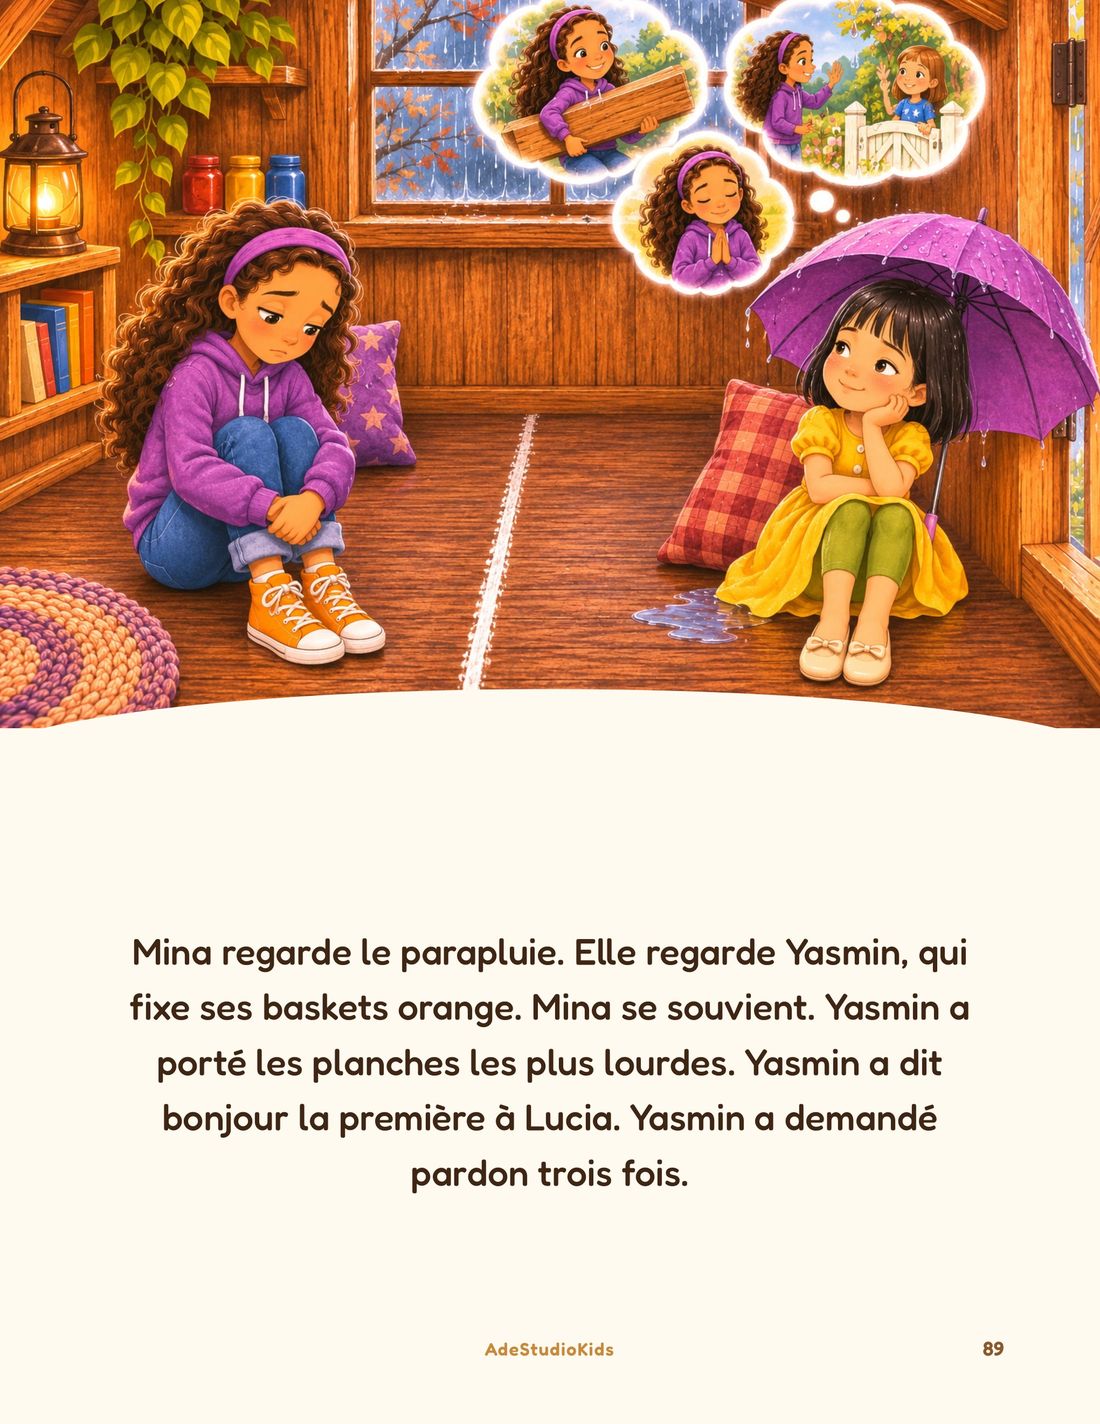 Mina regarde le parapluie. Elle regarde Yasmin, qui
fixe ses baskets orange. Mina se souvient. Yasmin a
porté les planches les plus lourdes. Yasmin a dit
bonjour la première à Lucia. Yasmin a demandé
pardon trois fois.
AdeStudioKids
89